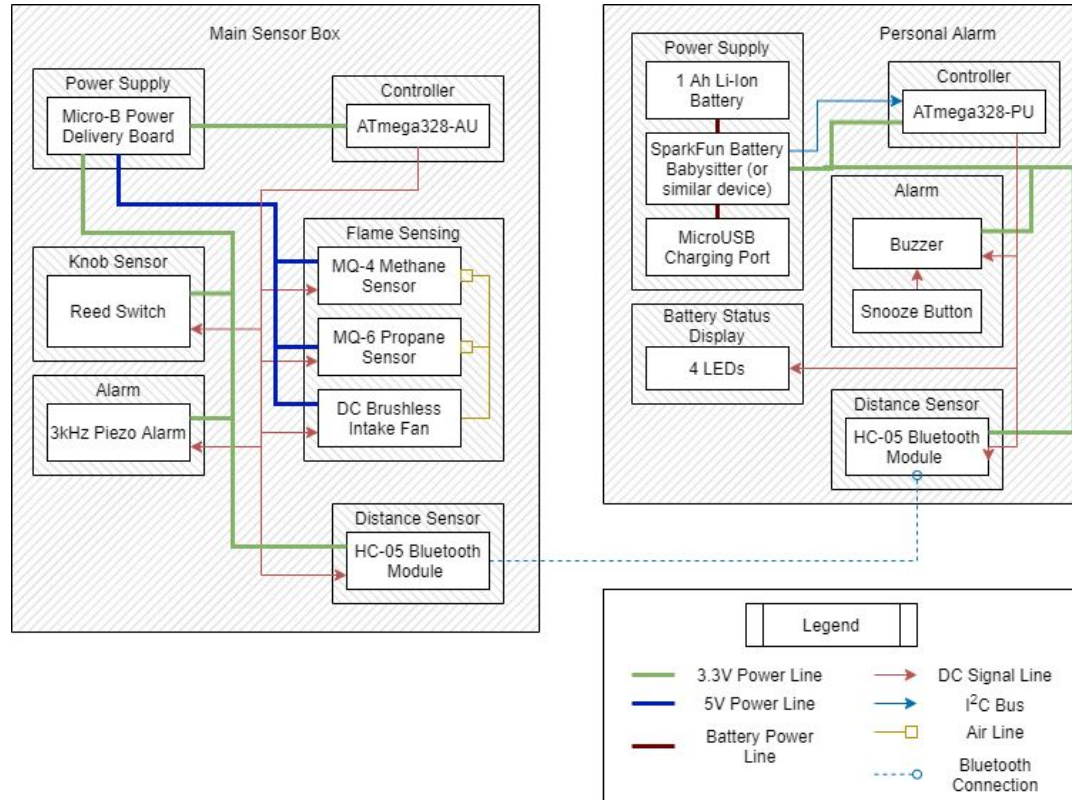 Main Sensor Box
Power Supply
Micro-B Power
Delivery Board
Controller
ATmega328-AU
Flame Sensing
MQ-4 Methane
Sensor
MQ-6 Propane
Sensor
DC Brushless
Intake Fan
Knob Sensor
Reed Switch
Alarm
3kHz Piezo Alarm
Distance Sensor
HC-05 Bluetooth
Module
Personal Alarm
Power Supply
1 Ah Li-Ion
Battery
SparkFun Battery
Babysitter (or
similar device)
MicroUSB
Charging Port
Controller
ATmega328-PU
Alarm
Buzzer
Snooze Button
Battery Status
Display
4 LEDs
Distance Sensor
HC-05 Bluetooth
Module
Legend
3.3V Power Line
5V Power Line
Battery Power
Line
DC Signal Line
I²C Bus
Air Line
Bluetooth
Connection